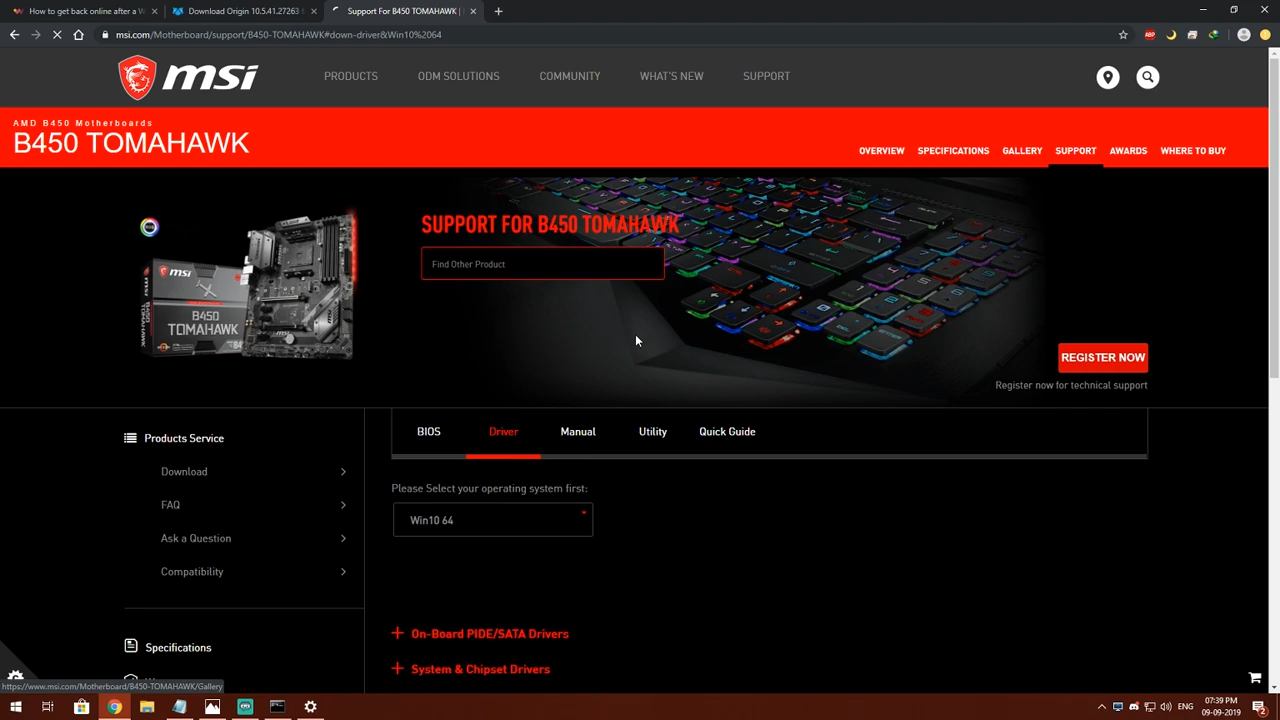 How to get back online after a W
Download Origin 10.5.41.27263
Support For B450 TOMAHAWK |
msi.com/Motherboard/support/B450-TOMAHAWK#down-driver&Win10%2064
ABP
msi
PRODUCTS
ODM SOLUTIONS
COMMUNITY
WHAT'S NEW
SUPPORT
AMD B450 Motherboards
B450 TOMAHAWK
OVERVIEW
SPECIFICATIONS
GALLERY
SUPPORT
AWARDS
WHERE TO BUY
SUPPORT FOR B450 TOMAHAWK
Find Other Product
msi
B450
TOMAHAWK
REGISTER NOW
Register now for technical support
Products Service
Download
FAQ
Ask a Question
Compatibility
Specifications
BIOS
Driver
Manual
Utility
Quick Guide
Please Select your operating system first:
Win10 64
*
+ On-Board PIDE/SATA Drivers
+ System & Chipset Drivers
https://www.msi.com/Motherboard/B450-TOMAHAWK/Gallery
ENG
07:39 PM
09-09-2019
2